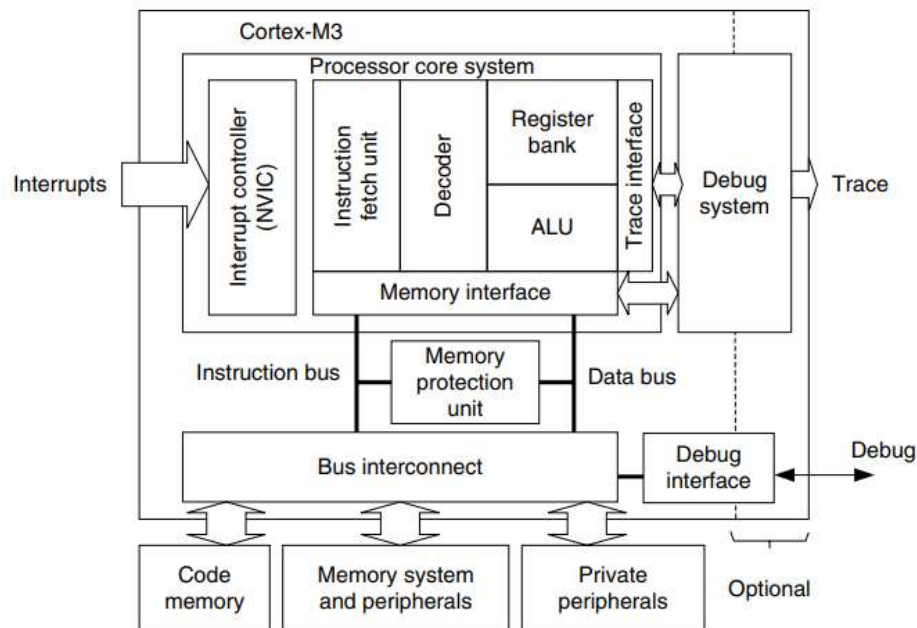 Cortex-M3
Processor core system
Interrupts
Interrupt controller
(NVIC)
Instruction
fetch unit
Decoder
Register
bank
ALU
Trace interface
Memory interface
Debug
system
Trace
Instruction bus
Memory
protection
unit
Data bus
Bus interconnect
Debug
interface
Debug
Code
memory
Memory system
and peripherals
Private
peripherals
Optional